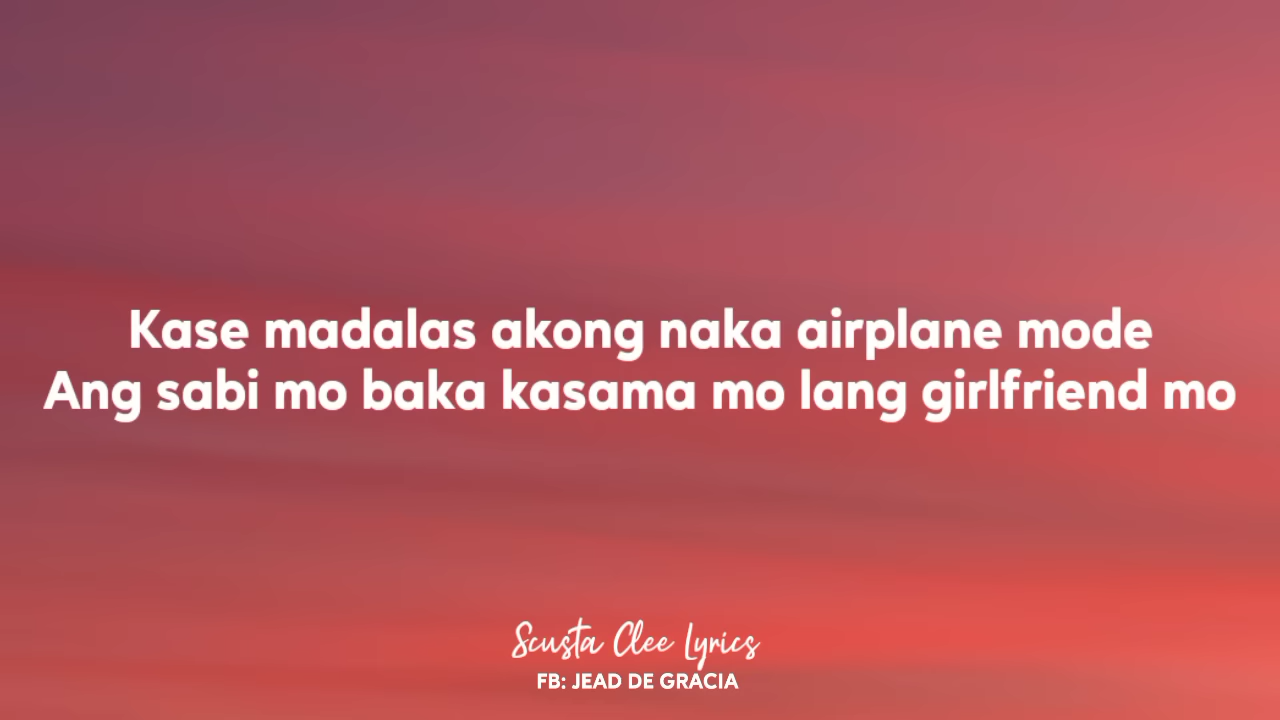 Kase madalas akong naka airplane mode
Ang sabi mo baka kasama mo lang girlfriend mo
Scusta Clee Lyrics
FB: JEAD DE GRACIA